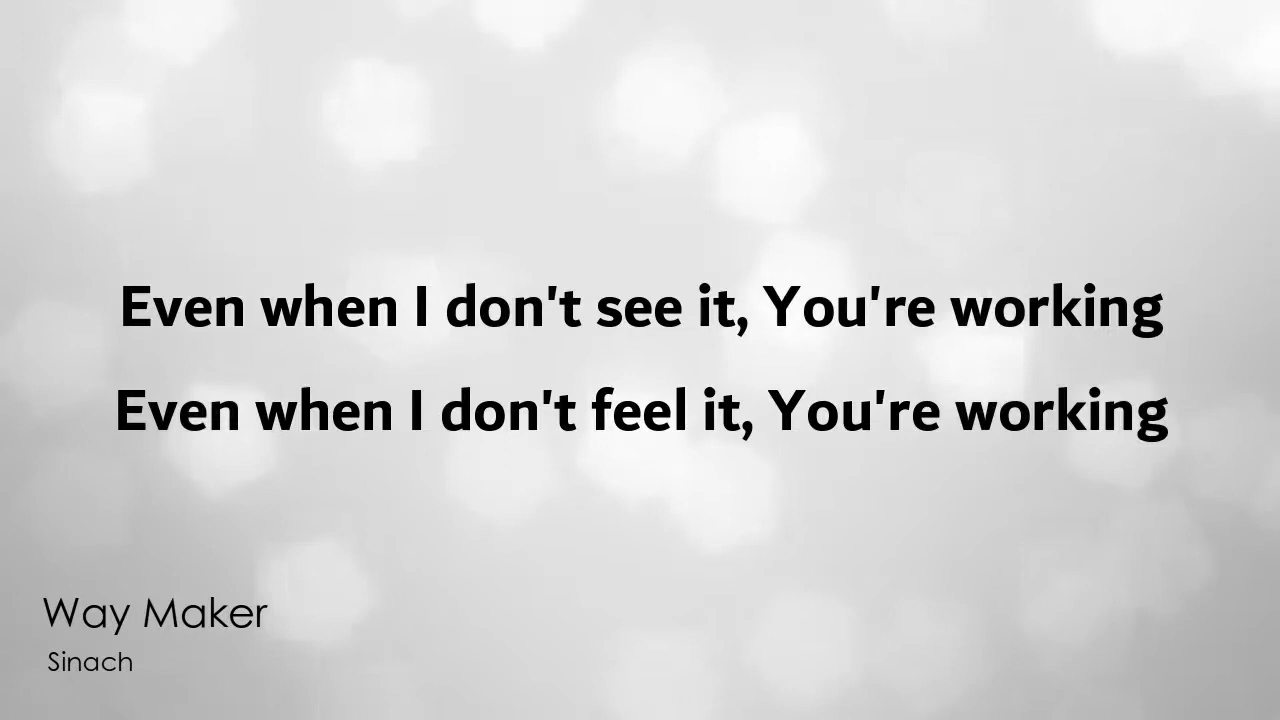 Even when I don't see it, You're working
Even when I don't feel it, You're working
Way Maker
Sinach